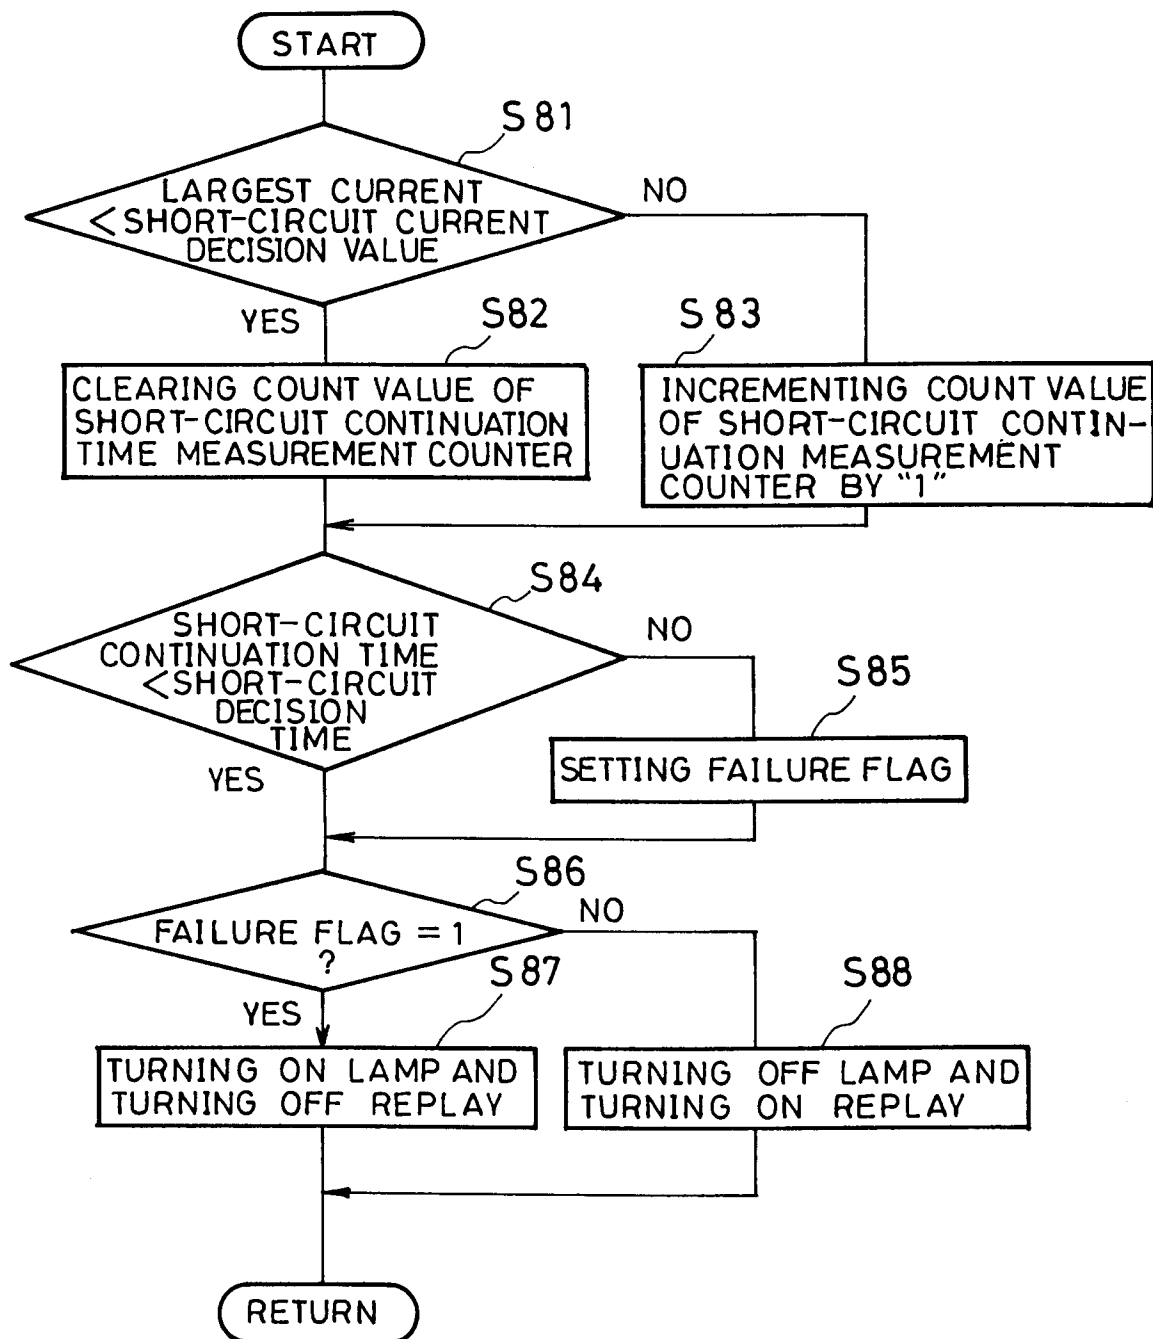 START
S81
LARGEST CURRENT
<SHORT-CIRCUIT CURRENT
DECISION VALUE
NO
YES
S82
CLEARING COUNT VALUE OF
SHORT-CIRCUIT CONTINUATION
TIME MEASUREMENT COUNTER
S83
INCREMENTING COUNT VALUE
OF SHORT-CIRCUIT CONTIN-
UATION MEASUREMENT
COUNTER BY "1"
S84
SHORT-CIRCUIT
CONTINUATION TIME
<SHORT-CIRCUIT
DECISION
TIME
NO
YES
S85
SETTING FAILURE FLAG
S86
FAILURE FLAG = 1
?
NO
YES
S87
TURNING ON LAMP AND
TURNING OFF REPLAY
S88
TURNING OFF LAMP AND
TURNING ON REPLAY
RETURN